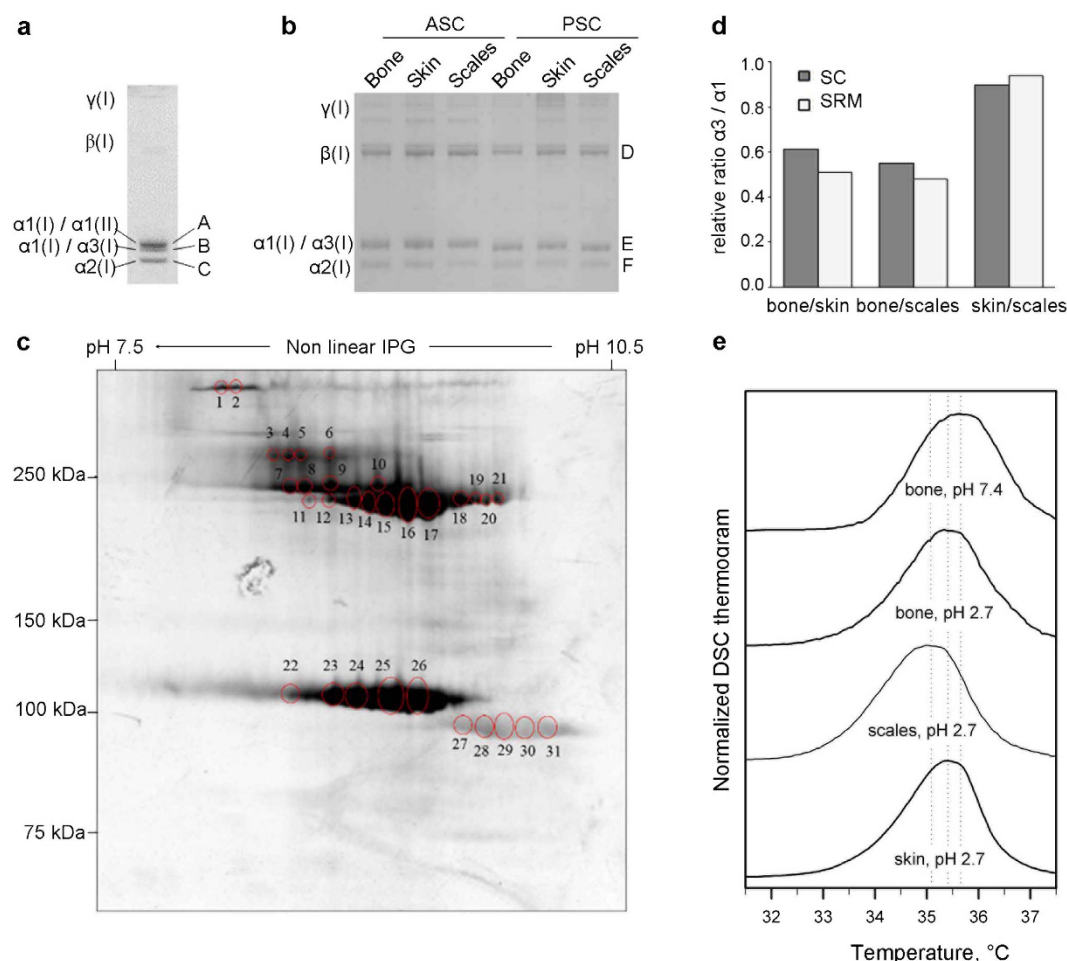 a
γ(I)
β(I)
α1(I) / α1(II)
α1(I) / α3(I)
α2(I)
A
B
C
b
ASC PSC
Bone Skin Scales Bone Skin Scales
γ(I)
β(I) D
α1(I) / α3(I) E
α2(I) F
d
SC
SRM
relative ratio α3 / α1
1.0
0.8
0.6
0.4
0.2
0.0
bone/skin bone/scales skin/scales
c
pH 7.5 Non linear IPG pH 10.5
1 2
3 4 5 6
250 kDa
7 8 9 10 19 21
11 12 13 14 15 16 17 18 20
150 kDa
22 23 24 25 26
100 kDa
27 28 29 30 31
75 kDa
e
Normalized DSC thermogram
bone, pH 7.4
bone, pH 2.7
scales, pH 2.7
skin, pH 2.7
32 33 34 35 36 37
Temperature, °C